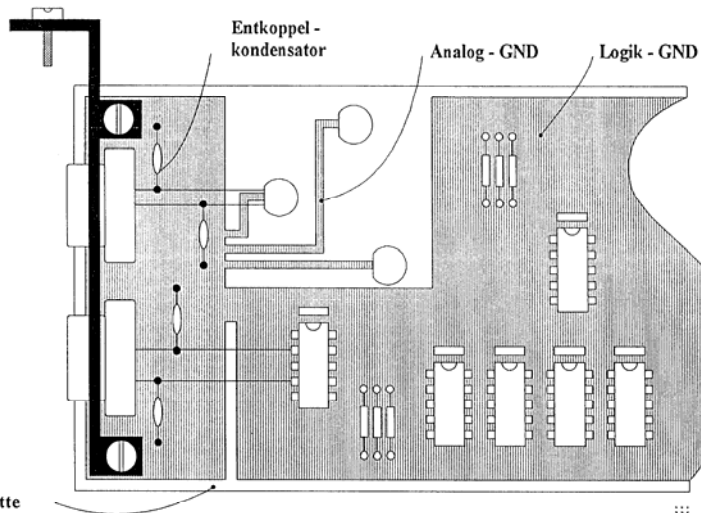 Entkoppel -
kondensator
Analog - GND
Logik - GND
tte